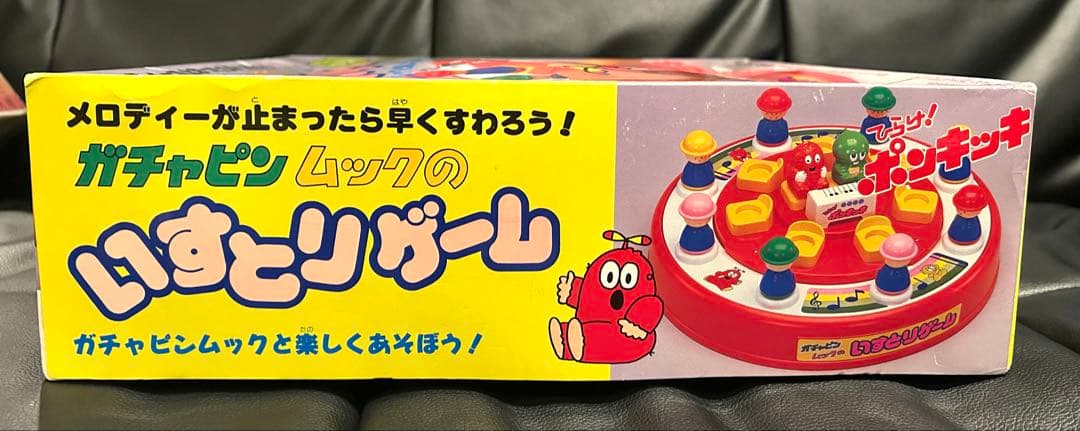 メロディーが止まったら早くすわろう!
ガチャピン ムックの
いすとりゲーム
ガチャピンムックと楽しくあそぼう!
ひらけ!
ポンキッキ
ガチャピン
ムックの
いすとりゲーム